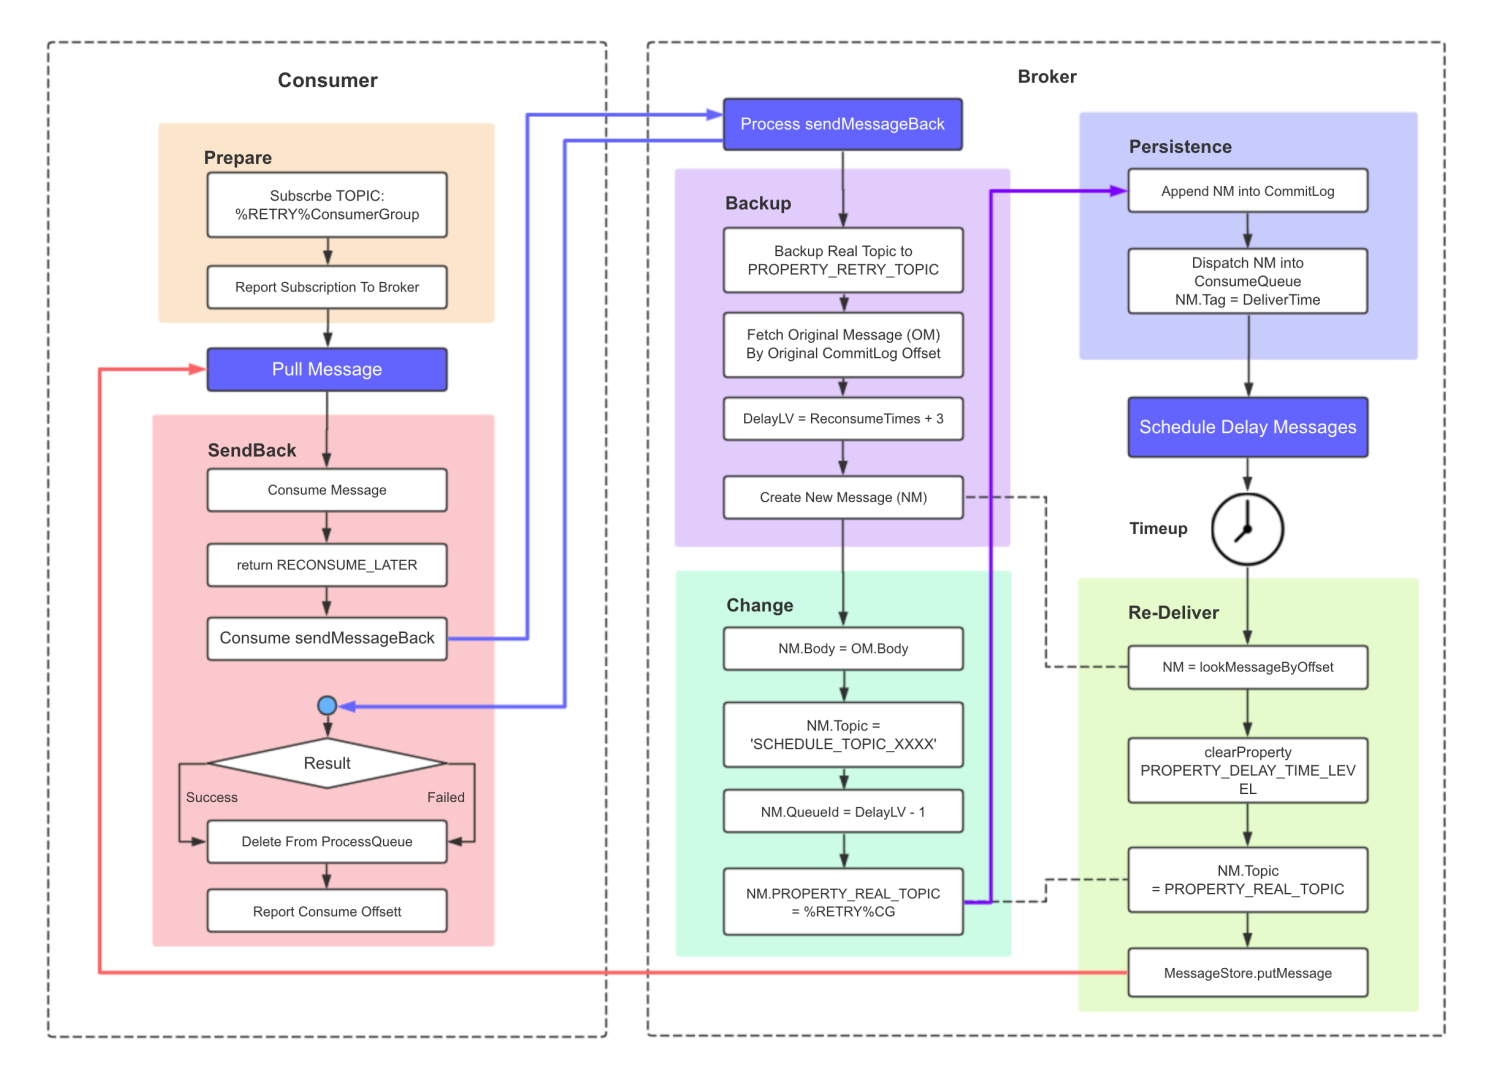 Consumer
Prepare
Subscrbe TOPIC:
%RETRY%ConsumerGroup
Report Subscription To Broker
Pull Message
SendBack
Consume Message
return RECONSUME_LATER
Consume sendMessageBack
Result
Success
Failed
Delete From ProcessQueue
Report Consume Offsett
Broker
Process sendMessageBack
Backup
Backup Real Topic to
PROPERTY_RETRY_TOPIC
Fetch Original Message (OM)
By Original CommitLog Offset
DelayLV = ReconsumeTimes + 3
Create New Message (NM)
Change
NM.Body = OM.Body
NM.Topic =
'SCHEDULE_TOPIC_XXXX'
NM.QueueId = DelayLV - 1
NM.PROPERTY_REAL_TOPIC
= %RETRY%CG
Persistence
Append NM into CommitLog
Dispatch NM into
ConsumeQueue
NM.Tag = DeliverTime
Schedule Delay Messages
Timeup
Re-Deliver
NM = lookMessageByOffset
clearProperty
PROPERTY_DELAY_TIME_LEV
EL
NM.Topic
= PROPERTY_REAL_TOPIC
MessageStore.putMessage